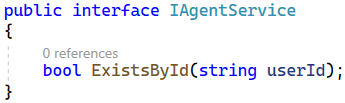 public interface IAgentService
{
0 references
bool ExistsById(string userId);
}